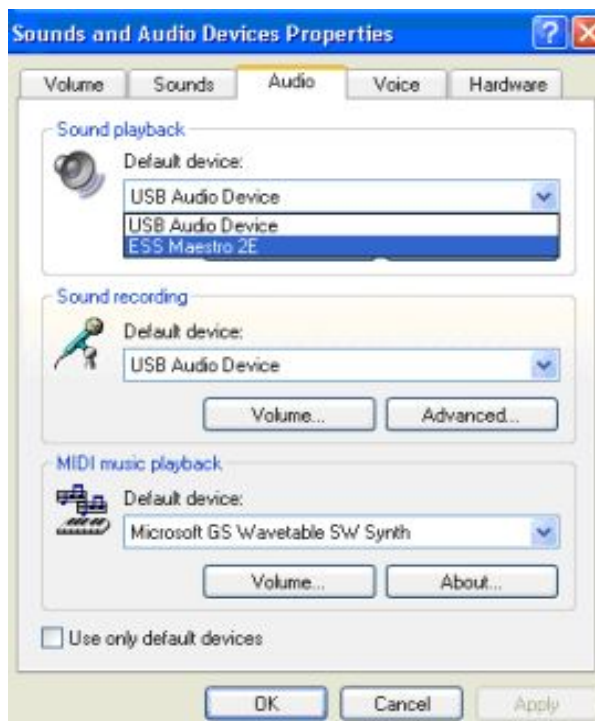 Sounds and Audio Devices Properties
Volume Sounds Audio Voice Hardware
Sound playback
Default device:
USB Audio Device
USB Audio Device
ESS Maestro 2E
Sound recording
Default device:
USB Audio Device
Volume... Advanced...
MIDI music playback
Default device:
Microsoft GS Wavetable SW Synth
Volume... About...
Use only default devices
OK Cancel Apply